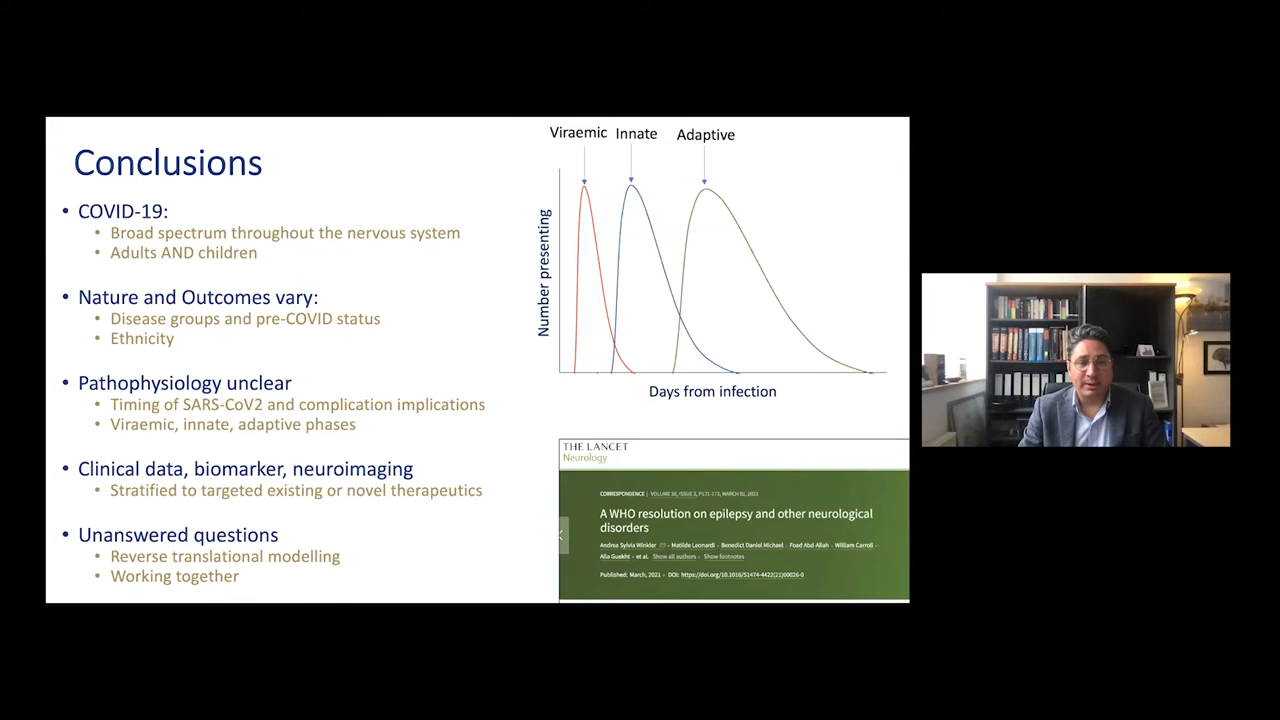 Conclusions
• COVID-19:
• Broad spectrum throughout the nervous system
• Adults AND children
• Nature and Outcomes vary:
• Disease groups and pre-COVID status
• Ethnicity
• Pathophysiology unclear
• Timing of SARS-CoV2 and complication implications
• Viraemic, innate, adaptive phases
• Clinical data, biomarker, neuroimaging
• Stratified to targeted existing or novel therapeutics
• Unanswered questions
• Reverse translational modelling
• Working together
Viraemic Innate Adaptive
Number presenting
Days from infection
THE LANCET
Neurology
CORRESPONDENCE | VOLUME 20, ISSUE 3, P171-172, MARCH 01, 2021
A WHO resolution on epilepsy and other neurological
disorders
Andrea Sylvia Winkler • Matilde Leonardi • Benedict Daniel Michael • Foad Abd-Allah • William Carroll •
Alla Guekht • et al. Show all authors • Show footnotes
Published: March, 2021 • DOI: https://doi.org/10.1016/S1474-4422(21)00026-0